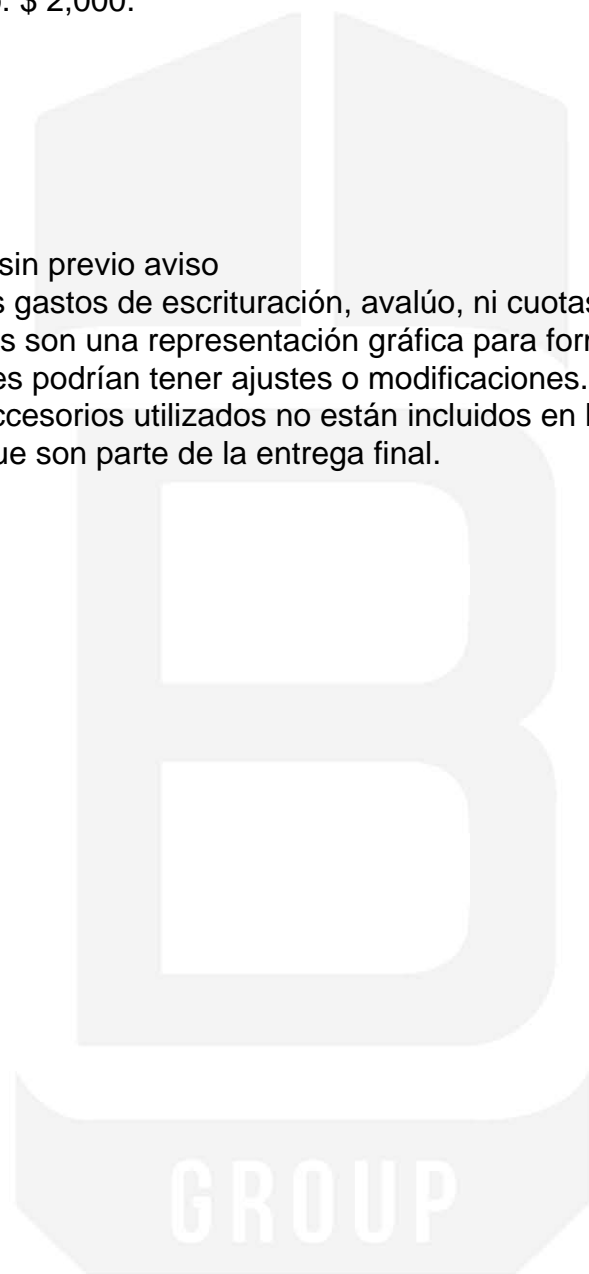 . $ 2,000.
sin previo aviso
s gastos de escrituración, avalúo, ni cuotas
s son una representación gráfica para for
es podrían tener ajustes o modificaciones.
ccesorios utilizados no están incluidos en l
ue son parte de la entrega final.
B
GROUP